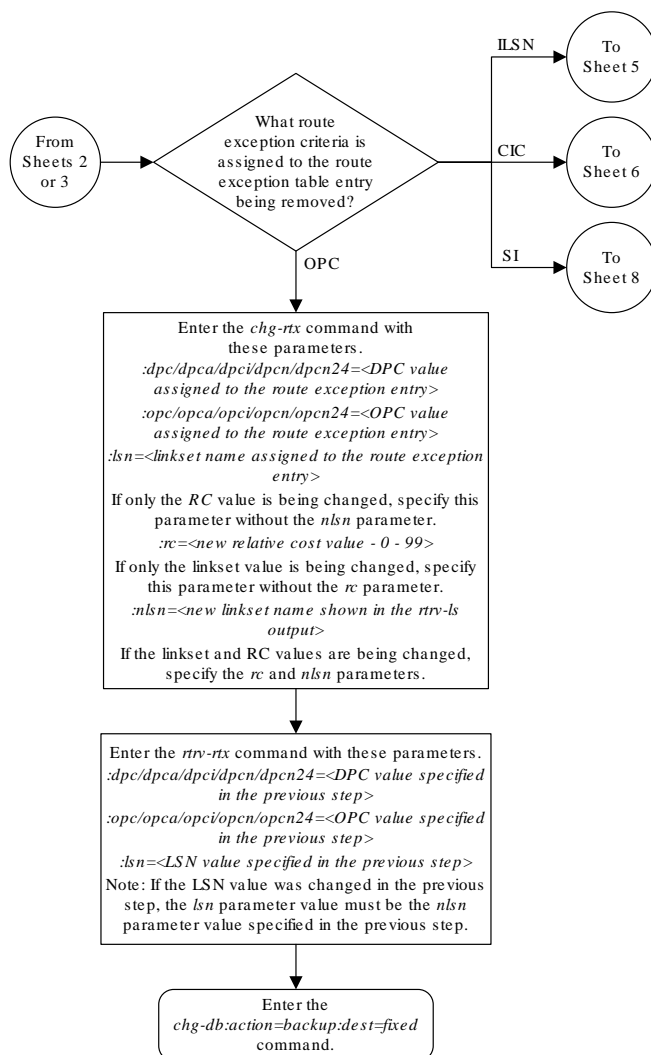 From
Sheets 2
or 3
What route
exception criteria is
assigned to the route
exception table entry
being removed?
ILSN
To
Sheet 5
CIC
To
Sheet 6
SI
To
Sheet 8
OPC
Enter the chg-rtx command with
these parameters.
:dpc/dpca/dpci/dpcn/dpcn24=<DPC value
assigned to the route exception entry>
:opc/opca/opci/opcn/opcn24=<OPC value
assigned to the route exception entry>
:lsn=<linkset name assigned to the route exception
entry>
If only the RC value is being changed, specify this
parameter without the nlsn parameter.
:rc=<new relative cost value - 0 - 99>
If only the linkset value is being changed, specify
this parameter without the rc parameter.
:nlsn=<new linkset name shown in the rtrv-ls
output>
If the linkset and RC values are being changed,
specify the rc and nlsn parameters.
Enter the rtrv-rtx command with these parameters.
:dpc/dpca/dpci/dpcn/dpcn24=<DPC value specified
in the previous step>
:opc/opca/opci/opcn/opcn24=<OPC value specified
in the previous step>
:lsn=<LSN value specified in the previous step>
Note: If the LSN value was changed in the previous
step, the lsn parameter value must be the nlsn
parameter value specified in the previous step.
Enter the
chg-db:action=backup:dest=fixed
command.